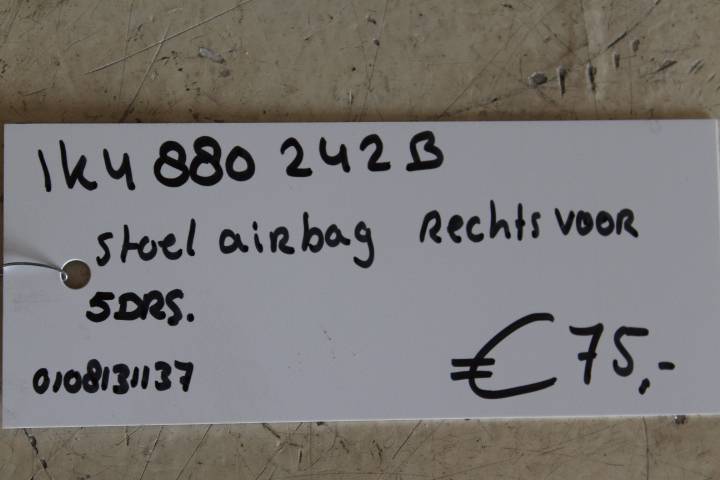 1K4 880 242 B
stoel airbag Rechts VOOR
5DRS.
0108131137
€75,-